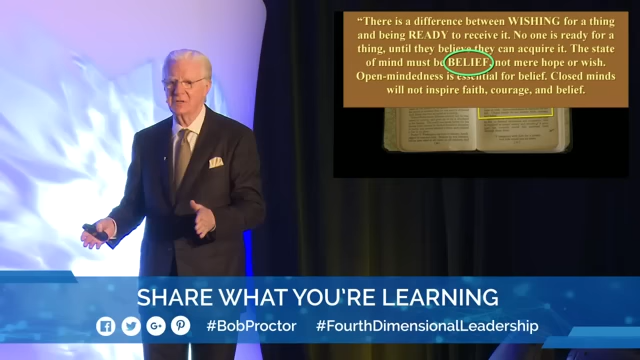 “There is a difference between WISHING for a thing
and being READY to receive it. No one is ready for a
thing, until they believe they can acquire it. The state
of mind must be BELIEF, not mere hope or wish.
Open-mindedness is essential for belief. Closed minds
will not inspire faith, courage, and belief.
SHARE WHAT YOU’RE LEARNING
#BobProctor #FourthDimensionalLeadership